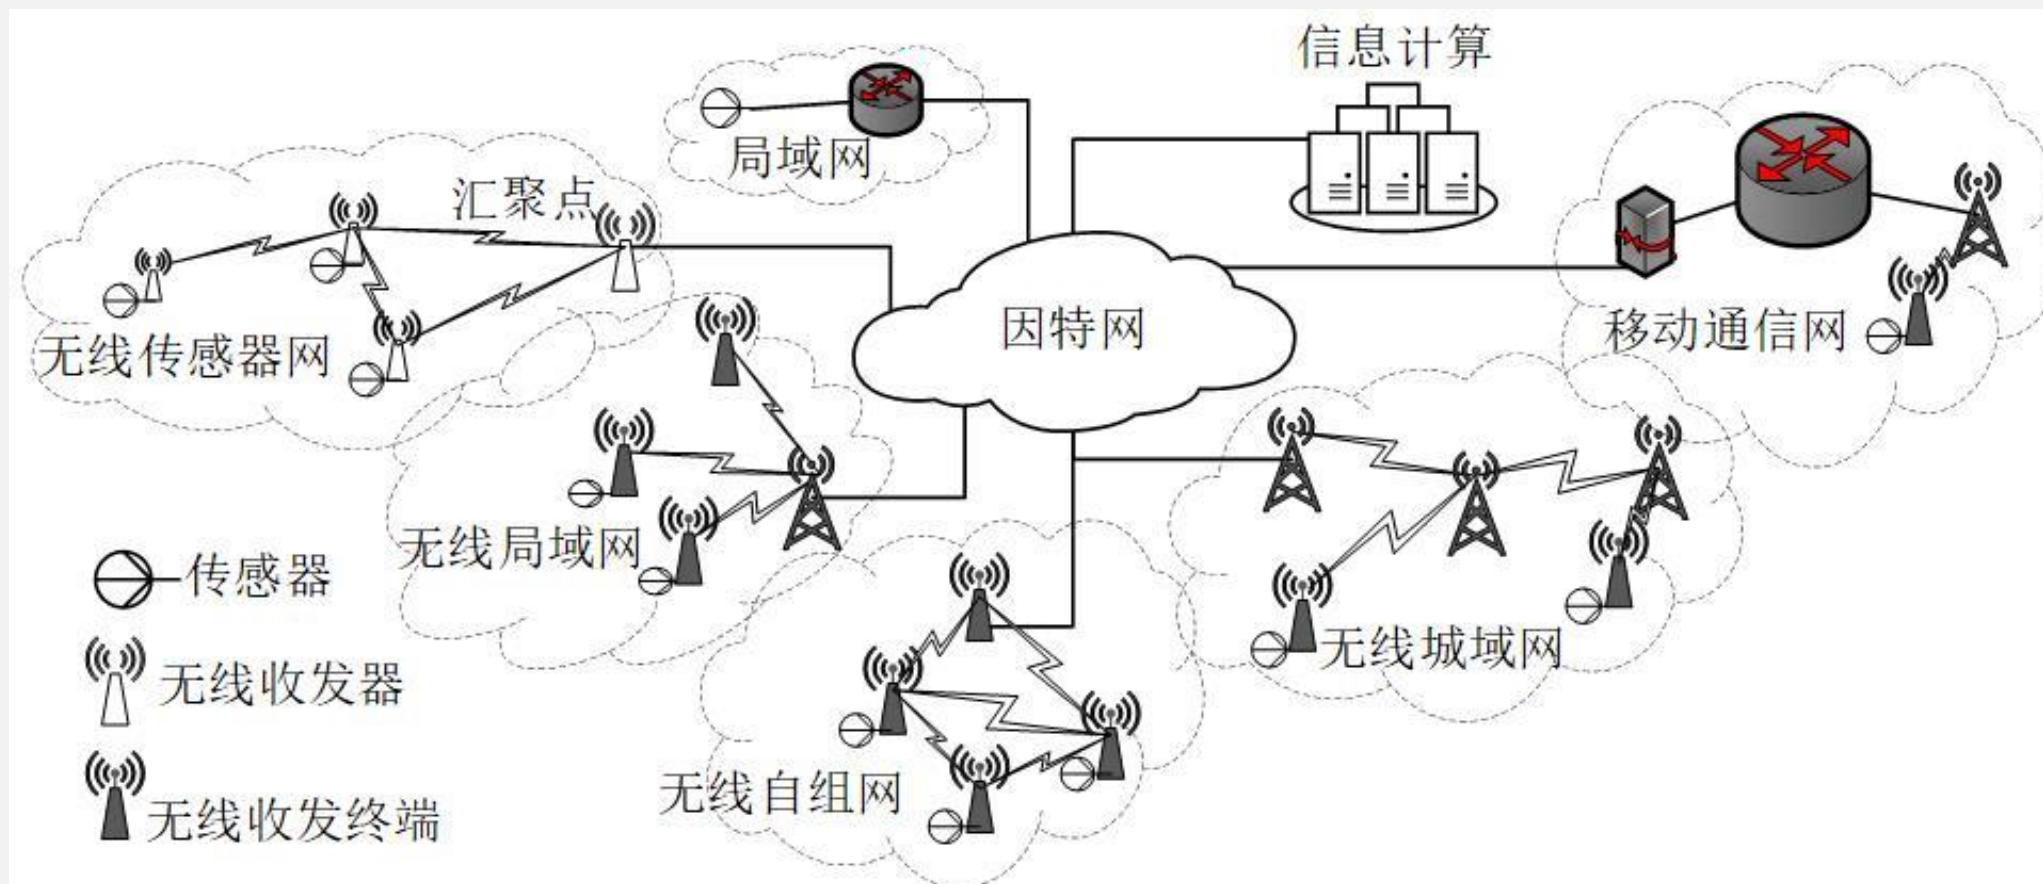 信息计算
局域网
汇聚点
因特网
无线传感器网
移动通信网
无线局域网
传感器
无线城域网
无线收发器
无线自组网
无线收发终端